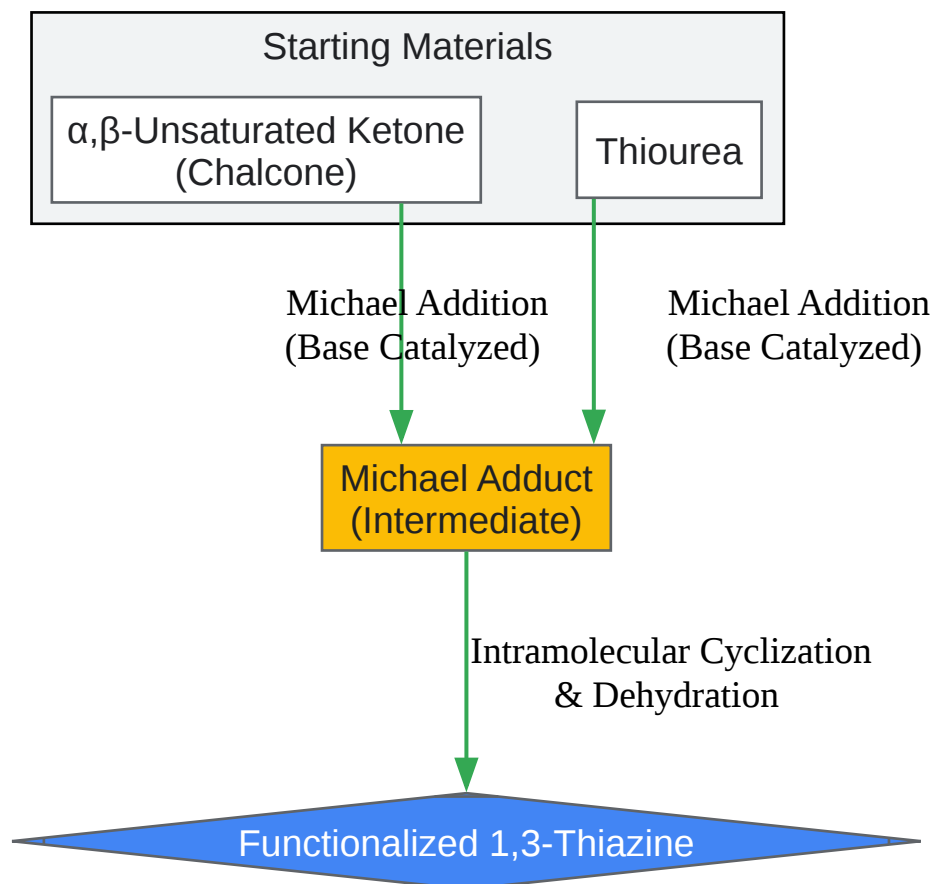 Starting Materials
α,β-Unsaturated Ketone
(Chalcone)
Thiourea
Michael Addition
(Base Catalyzed)
Michael Addition
(Base Catalyzed)
Michael Adduct
(Intermediate)
Intramolecular Cyclization
& Dehydration
Functionalized 1,3-Thiazine